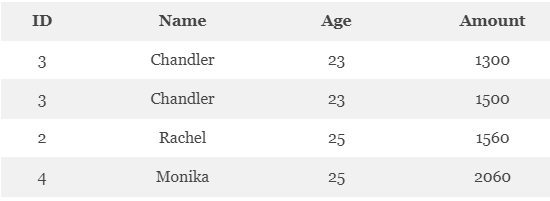 ID Name Age Amount
3 Chandler 23 1300
3 Chandler 23 1500
2 Rachel 25 1560
4 Monika 25 2060